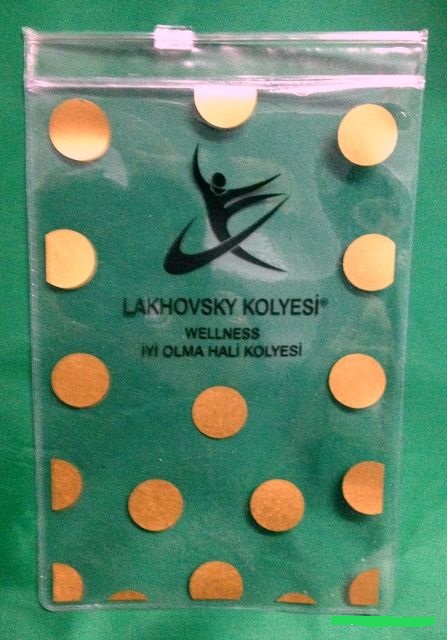 LAKHOVSKY KOLYESİ®
WELLNESS
İYİ OLMA HALİ KOLYESİ